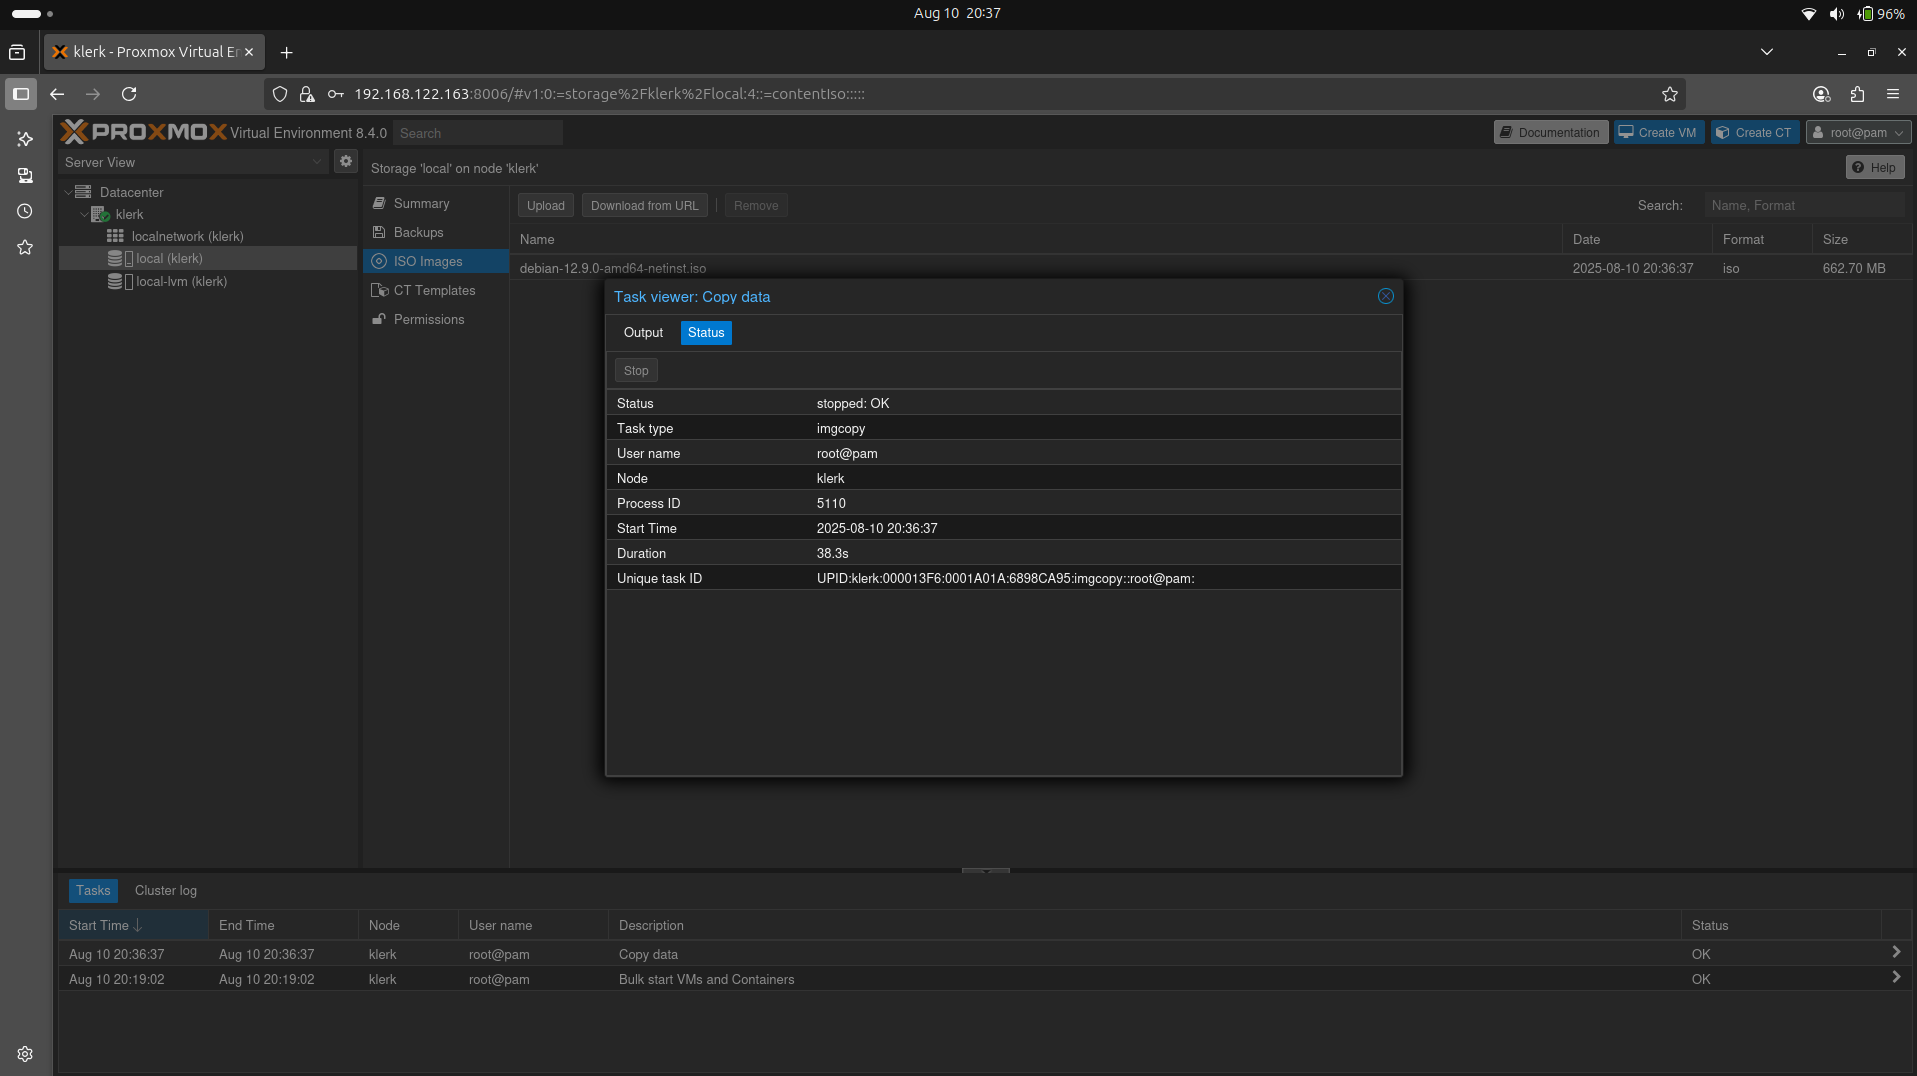 Aug 10 20:37
96%
klerk - Proxmox Virtual En
192.168.122.163:8006/#v1:0:=storage%2Fklerk%2Flocal:4::=contentIso:::::
PROXMOX Virtual Environment 8.4.0 Search
Documentation Create VM Create CT root@pam
Server View
Storage 'local' on node 'klerk'
Help
Datacenter
klerk
localnetwork (klerk)
local (klerk)
local-lvm (klerk)
Summary
Backups
ISO Images
CT Templates
Permissions
Upload Download from URL Remove Search: Name, Format
Name Date Format Size
debian-12.9.0-amd64-netinst.iso 2025-08-10 20:36:37 iso 662.70 MB
Task viewer: Copy data
Output Status
Stop
Status stopped: OK
Task type imgcopy
User name root@pam
Node klerk
Process ID 5110
Start Time 2025-08-10 20:36:37
Duration 38.3s
Unique task ID UPID:klerk:000013F6:0001A01A:6898CA95:imgcopy::root@pam:
Tasks Cluster log
Start Time End Time Node User name Description Status
Aug 10 20:36:37 Aug 10 20:36:37 klerk root@pam Copy data OK
Aug 10 20:19:02 Aug 10 20:19:02 klerk root@pam Bulk start VMs and Containers OK